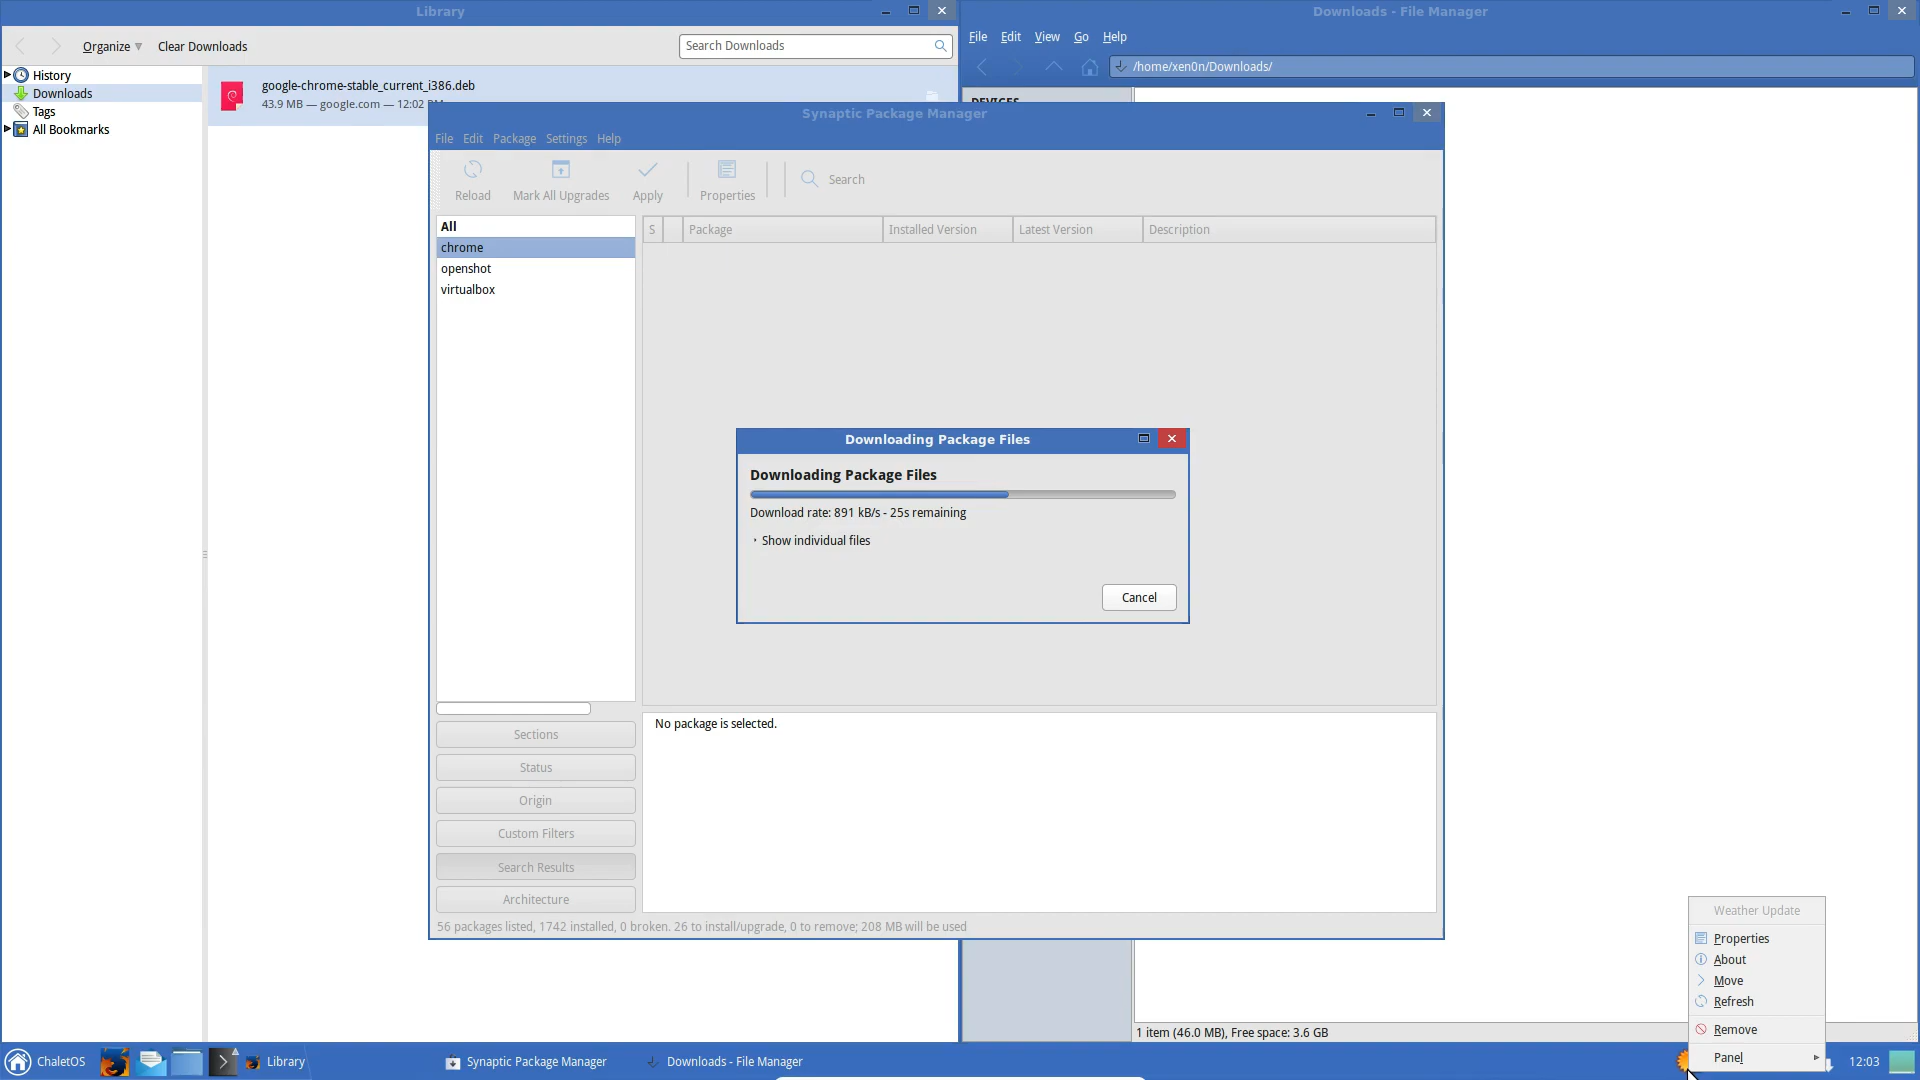 Library
Organize
Clear Downloads
Search Downloads
History
Downloads
Tags
All Bookmarks
google-chrome-stable_current_i386.deb
43.9 MB — google.com — 12:02
Downloads - File Manager
File Edit View Go Help
/home/xen0n/Downloads/
Synaptic Package Manager
File Edit Package Settings Help
Reload
Mark All Upgrades
Apply
Properties
Search
All
chrome
openshot
virtualbox
S Package Installed Version Latest Version Description
Downloading Package Files
Downloading Package Files
Download rate: 891 kB/s - 25s remaining
Show individual files
Cancel
No package is selected.
Sections
Status
Origin
Custom Filters
Search Results
Architecture
56 packages listed, 1742 installed, 0 broken. 26 to install/upgrade, 0 to remove; 208 MB will be used
1 item (46.0 MB), Free space: 3.6 GB
Weather Update
Properties
About
Move
Refresh
Remove
Panel
ChaletOS
Library
Synaptic Package Manager
Downloads - File Manager
12:03